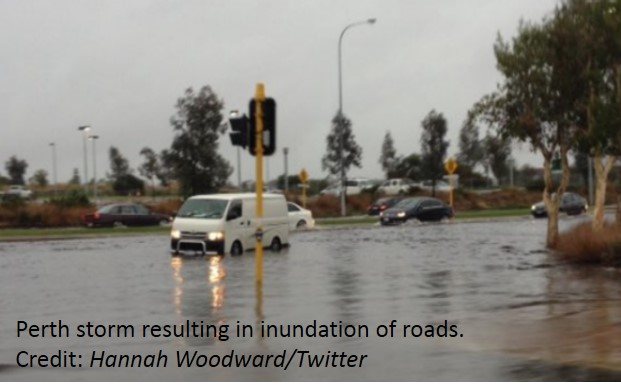 Perth storm resulting in inundation of roads.
Credit: Hannah Woodward/Twitter